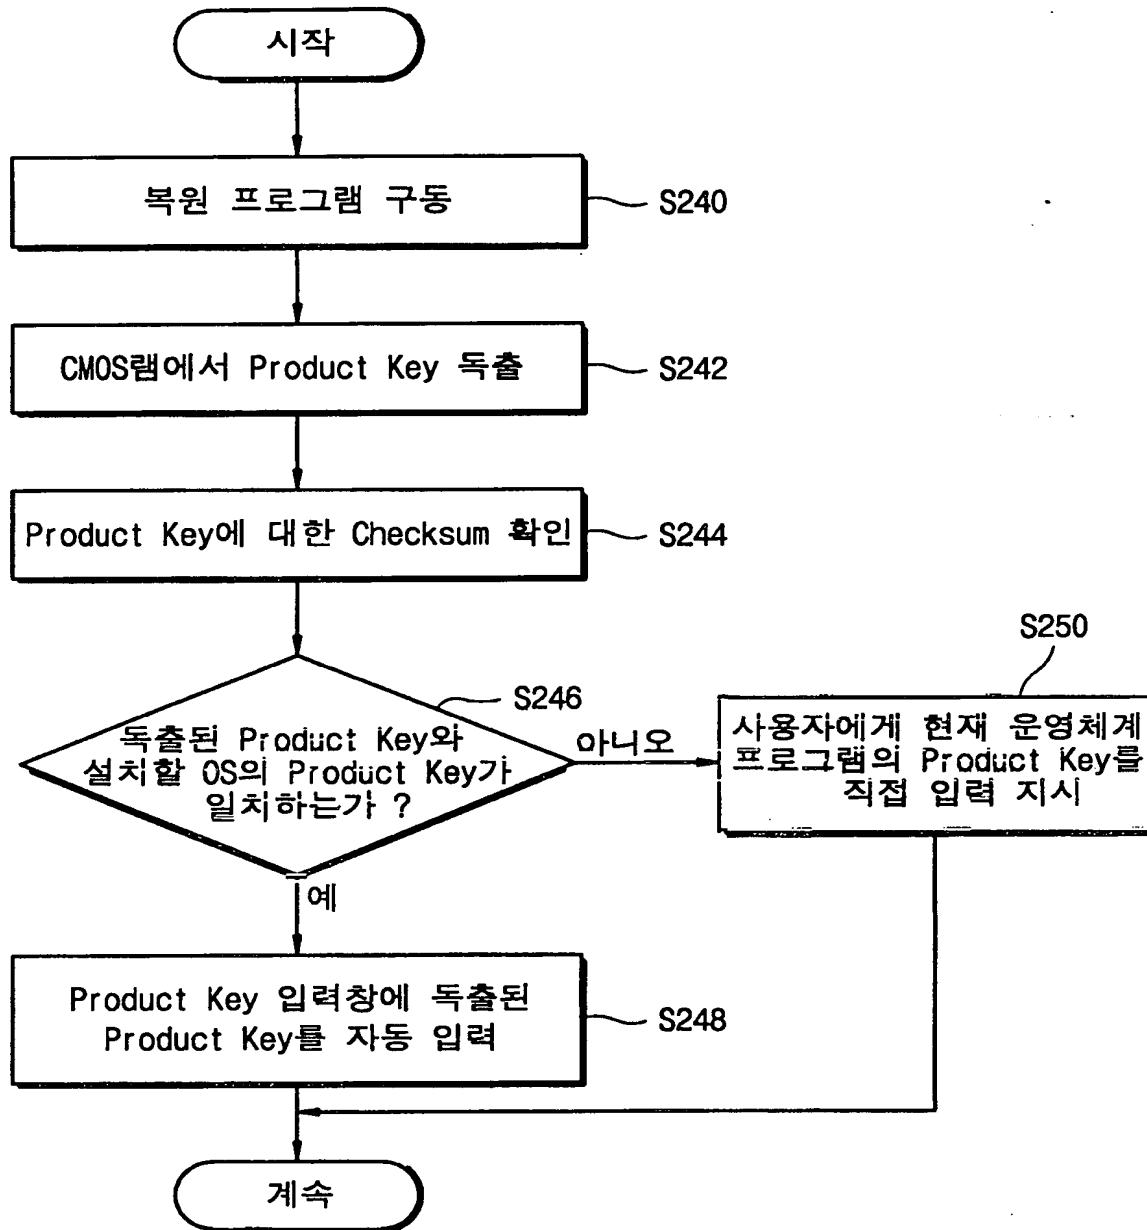 시작
복원 프로그램 구동
S240
CMOS램에서 Product Key 독출
S242
Product Key에 대한 Checksum 확인
S244
S246
독출된 Product Key와
설치할 OS의 Product Key가
일치하는가 ?
아니오
S250
사용자에게 현재 운영체계
프로그램의 Product Key를
직접 입력 지시
예
Product Key 입력창에 독출된
Product Key를 자동 입력
S248
계속